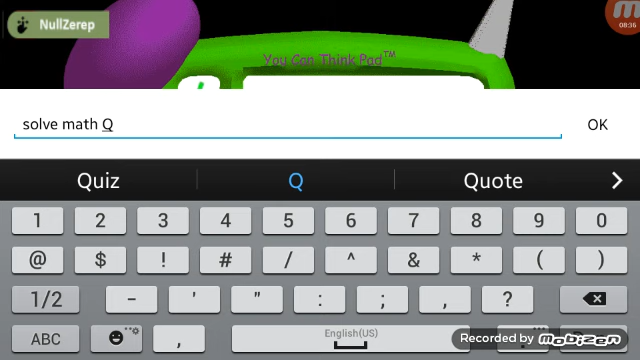 NullZerep
08:36
You Can Think Pad™
solve math Q
OK
Quiz
Q
Quote
1 2 3 4 5 6 7 8 9 0
@ $ ! # / ^ & * ( )
1/2 - ' " : ; , ?
ABC , English(US)
Recorded by MOBIZEN